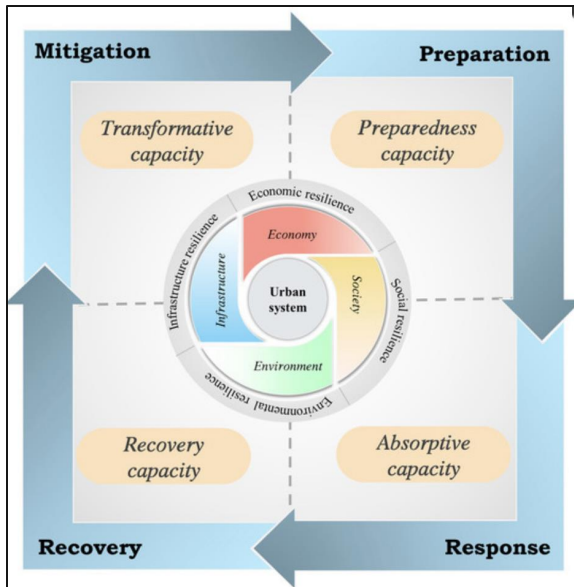 Mitigation
Preparation
Transformative
capacity
Preparedness
capacity
Economic resilience
Infrastructure resilience
Economy
Infrastructure
Urban
system
Society
Social resilience
Environment
Environmental resilience
Recovery
capacity
Absorptive
capacity
Recovery
Response